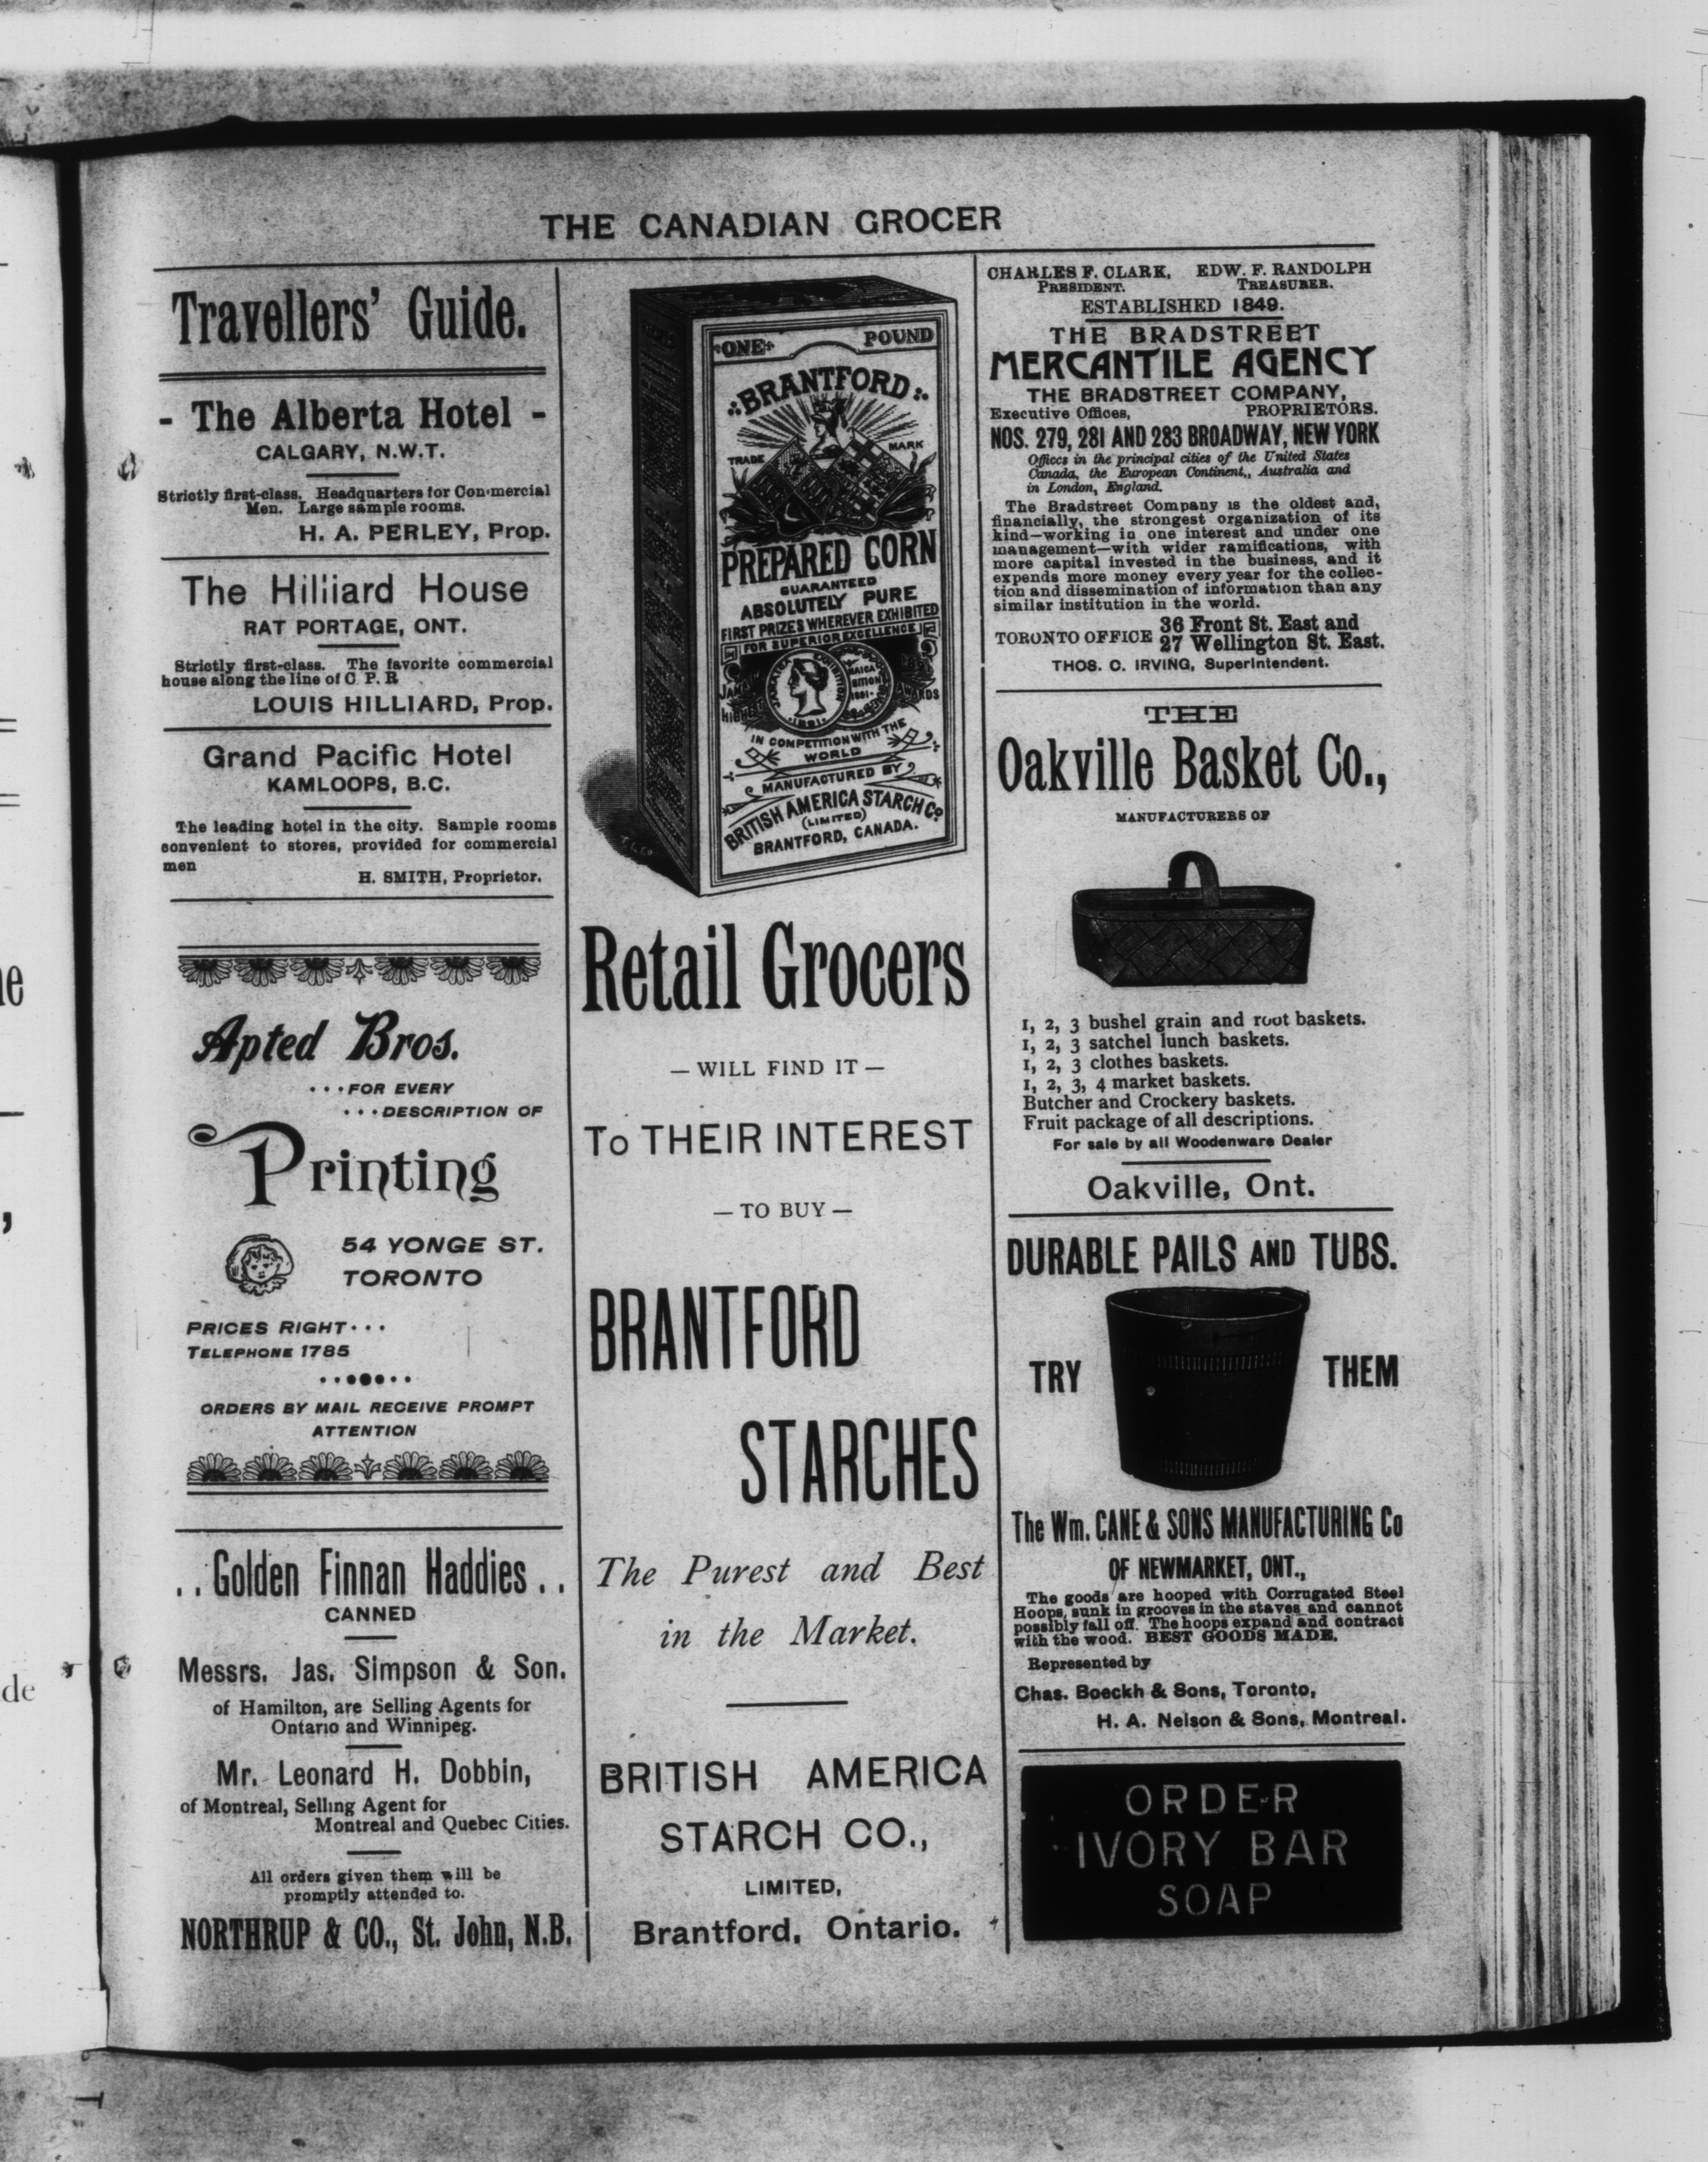 THE CANADIAN GROCER
Travellers' Guide.
- The Alberta Hotel -
CALGARY, N.W.T.
Strictly first-class. Headquarters for Commercial
Men. Large sample rooms.
H. A. PERLEY, Prop.
The Hilliard House
RAT PORTAGE, ONT.
Strictly first-class. The favorite commercial
house along the line of C. P. R
LOUIS HILLIARD, Prop.
Grand Pacific Hotel
KAMLOOPS, B.C.
The leading hotel in the city. Sample rooms
convenient to stores, provided for commercial
men
H. SMITH, Proprietor.
Apted Bros.
...FOR EVERY
...DESCRIPTION OF
Printing
54 YONGE ST.
TORONTO
PRICES RIGHT...
TELEPHONE 1785
ORDERS BY MAIL RECEIVE PROMPT
ATTENTION
..Golden Finnan Haddies..
CANNED
Messrs. Jas. Simpson & Son.
of Hamilton, are Selling Agents for
Ontario and Winnipeg.
Mr. Leonard H. Dobbin,
of Montreal, Selling Agent for
Montreal and Quebec Cities.
All orders given them will be
promptly attended to.
NORTHRUP & CO., St. John, N.B.
ONE POUND
BRANTFORD
TRADE MARK
PREPARED CORN
GUARANTEED
ABSOLUTELY PURE
FIRST PRIZES WHEREVER EXHIBITED
FOR SUPERIOR EXCELLENCE
IN COMPETITION WITH THE
WORLD
MANUFACTURED BY
BRITISH AMERICA STARCH Co
(LIMITED)
BRANTFORD, CANADA.
Retail Grocers
— WILL FIND IT —
To THEIR INTEREST
— TO BUY —
BRANTFORD
STARCHES
The Purest and Best
in the Market.
BRITISH AMERICA
STARCH CO.,
LIMITED,
Brantford, Ontario.
CHARLES F. CLARK, EDW. F. RANDOLPH
PRESIDENT. TREASURER.
ESTABLISHED 1849.
THE BRADSTREET
MERCANTILE AGENCY
THE BRADSTREET COMPANY,
Executive Offices, PROPRIETORS.
NOS. 279, 281 AND 283 BROADWAY, NEW YORK
Offices in the principal cities of the United States
Canada, the European Continent,, Australia and
in London, England.
The Bradstreet Company is the oldest and,
financially, the strongest organization of its
kind—working in one interest and under one
management—with wider ramifications, with
more capital invested in the business, and it
expends more money every year for the collec-
tion and dissemination of information than any
similar institution in the world.
TORONTO OFFICE 36 Front St. East and
27 Wellington St. East.
THOS. C. IRVING, Superintendent.
THE
Oakville Basket Co.,
MANUFACTURERS OF
1, 2, 3 bushel grain and root baskets.
1, 2, 3 satchel lunch baskets.
1, 2, 3 clothes baskets.
1, 2, 3, 4 market baskets.
Butcher and Crockery baskets.
Fruit package of all descriptions.
For sale by all Woodenware Dealer
Oakville, Ont.
DURABLE PAILS AND TUBS.
TRY THEM
The Wm. CANE & SONS MANUFACTURING Co
OF NEWMARKET, ONT.,
The goods are hooped with Corrugated Steel
Hoops, sunk in grooves in the staves and cannot
possibly fall off. The hoops expand and contract
with the wood. BEST GOODS MADE.
Represented by
Chas. Boeckh & Sons, Toronto,
H. A. Nelson & Sons, Montreal.
ORDER
IVORY BAR
SOAP